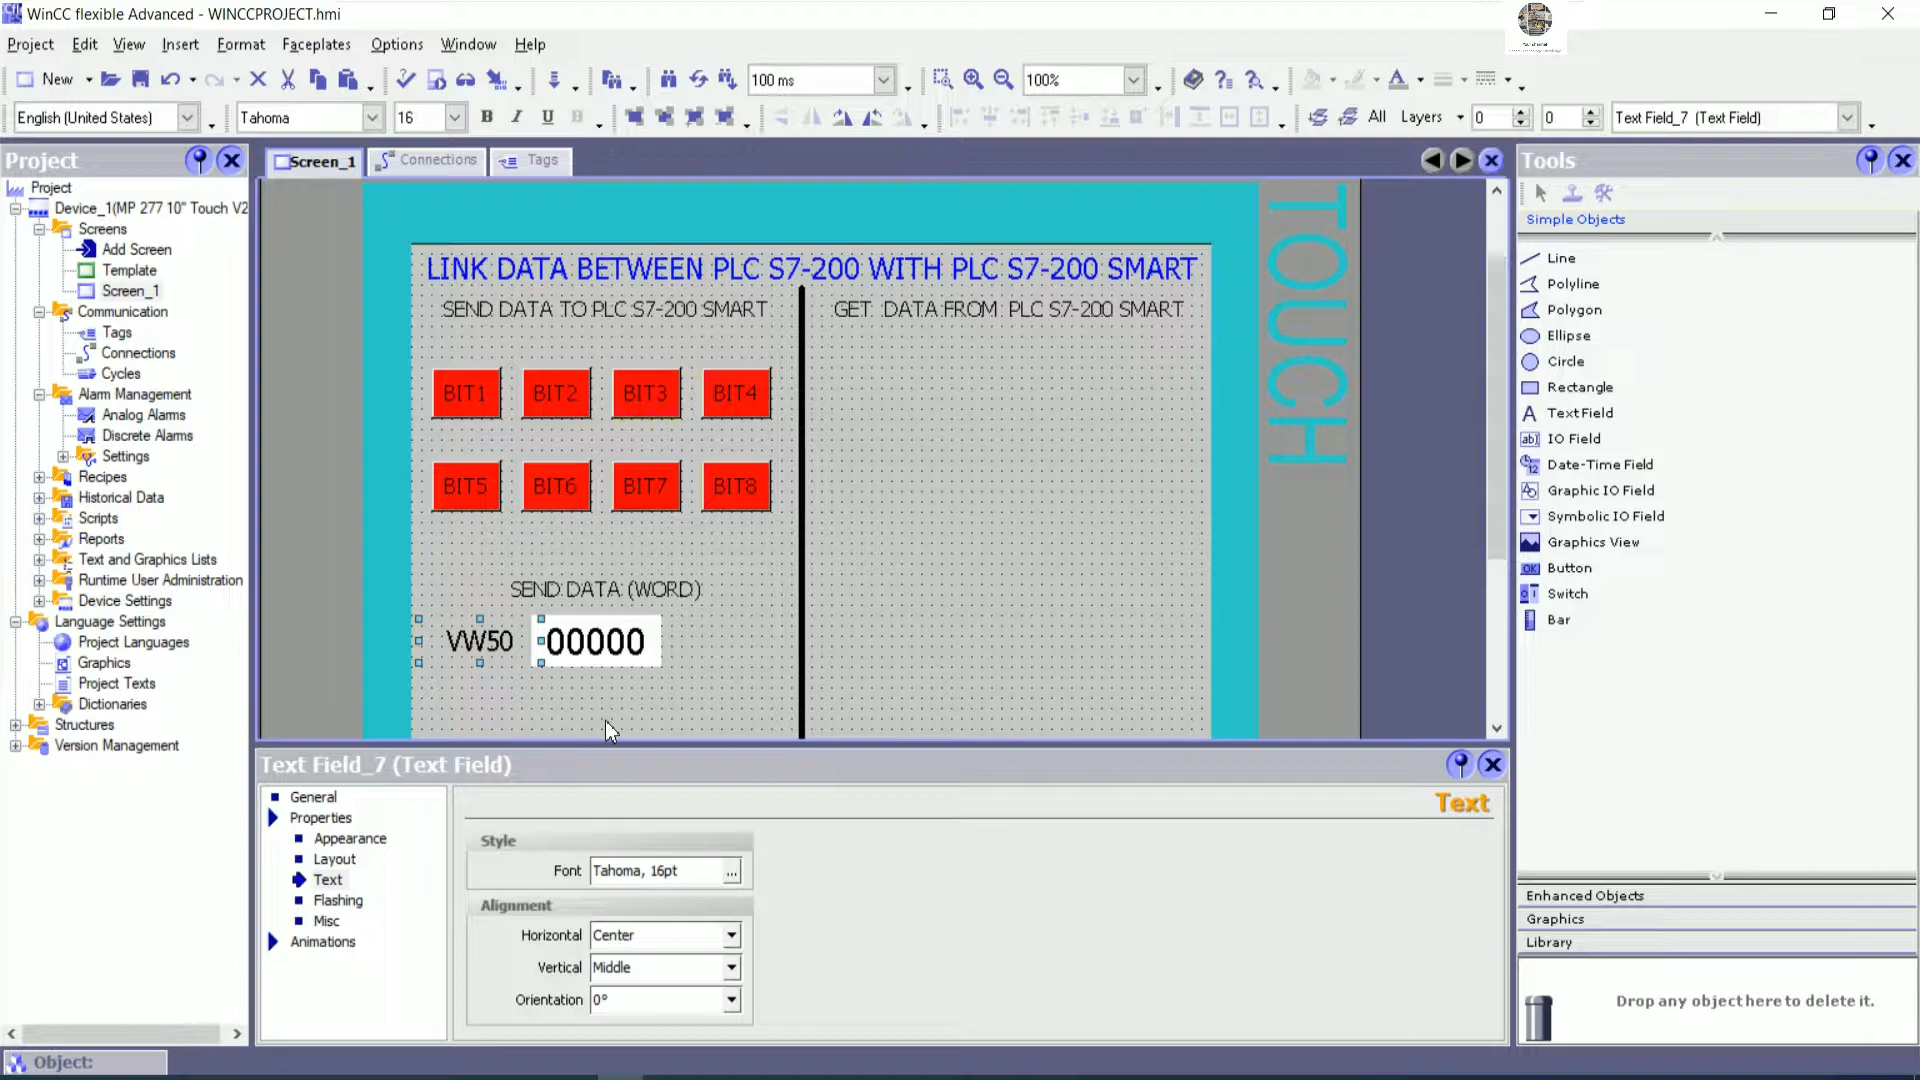 WinCC flexible Advanced - WINCCPROJECT.hmi
Project Edit View Insert Format Faceplates Options Window Help
New 100 ms 100%
English (United States) Tahoma 16 B I U B All Layers 0 0 Text Field_7 (Text Field)
Project
Project
Device_1(MP 277 10" Touch V2
Screens
Add Screen
Template
Screen_1
Communication
Tags
Connections
Cycles
Alarm Management
Analog Alarms
Discrete Alarms
Settings
Recipes
Historical Data
Scripts
Reports
Text and Graphics Lists
Runtime User Administration
Device Settings
Language Settings
Project Languages
Graphics
Project Texts
Dictionaries
Structures
Version Management
Object:
Screen_1 Connections Tags
LINK DATA BETWEEN PLC S7-200 WITH PLC S7-200 SMART
SEND DATA TO PLC S7-200 SMART
GET DATA FROM PLC S7-200 SMART
BIT1 BIT2 BIT3 BIT4
BIT5 BIT6 BIT7 BIT8
SEND DATA (WORD)
VW50 00000
TOUCH
Text Field_7 (Text Field)
General
Properties
Appearance
Layout
Text
Flashing
Misc
Animations
Text
Style
Font Tahoma, 16pt ...
Alignment
Horizontal Center
Vertical Middle
Orientation 0°
Tools
Simple Objects
Line
Polyline
Polygon
Ellipse
Circle
Rectangle
Text Field
IO Field
Date-Time Field
Graphic IO Field
Symbolic IO Field
Graphics View
Button
Switch
Bar
Enhanced Objects
Graphics
Library
Drop any object here to delete it.